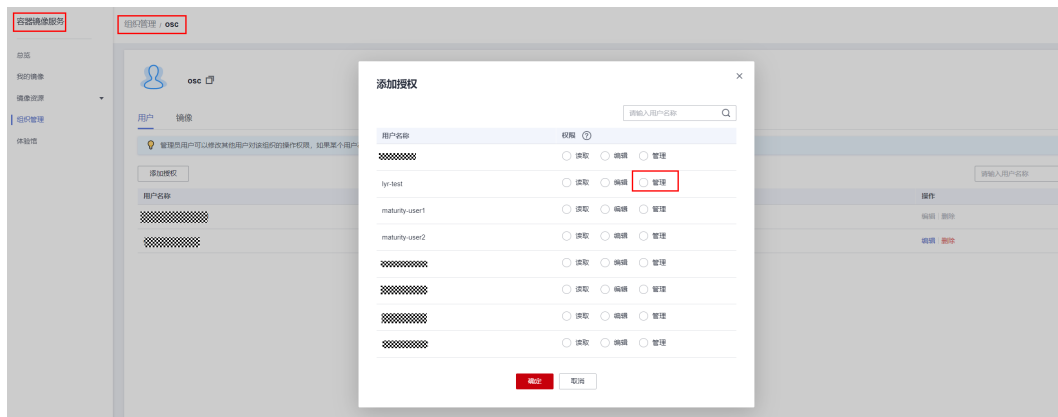 容器镜像服务
组织管理 / osc
总览
我的镜像
镜像资源
组织管理
体验馆
osc
用户 镜像
管理员用户可以修改其他用户对该组织的操作权限，如果某个用户
添加授权
请输入用户名称
用户名称 操作
编辑 删除
编辑 删除
添加授权
请输入用户名称
用户名称 权限
读取 编辑 管理
lyr-test 读取 编辑 管理
maturity-user1 读取 编辑 管理
maturity-user2 读取 编辑 管理
读取 编辑 管理
读取 编辑 管理
读取 编辑 管理
读取 编辑 管理
确定 取消